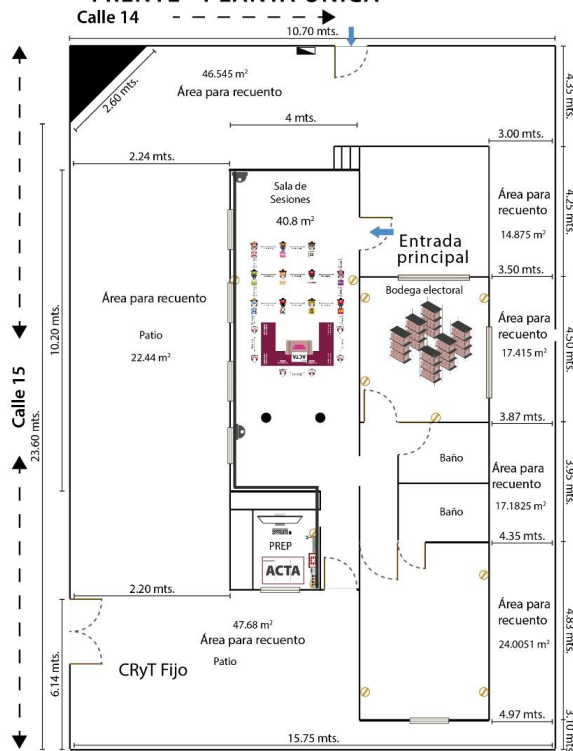 FRENTE - PLANTA ÚNICA
Calle 14
10.70 mts.
46.545 m²
Área para recuento
2.60 mts.
4.35 mts.
4 mts.
3.00 mts.
2.24 mts.
Sala de
Sesiones
40.8 m²
Área para
recuento
14.875 m²
4.25 mts.
Entrada
principal
3.50 mts.
Bodega electoral
Área para recuento
Patio
22.44 m²
10.20 mts.
Calle 15
23.60 mts.
ACTA
Área para
recuento
17.415 m²
4.50 mts.
3.87 mts.
Baño
Área para
recuento
17.1825 m²
3.95 mts.
Baño
4.35 mts.
PREP
ACTA
2.20 mts.
47.68 m²
Área para recuento
Patio
CRyT Fijo
6.14 mts.
Área para
recuento
24.0051 m²
4.83 mts.
4.97 mts.
15.75 mts.
3.10 mts.